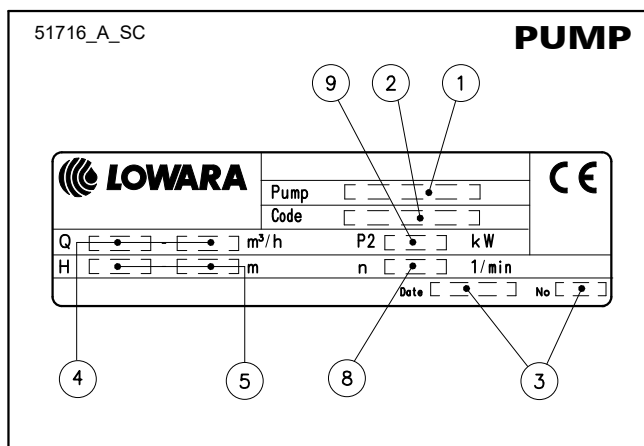 51716_A_SC
PUMP
9 2 1
LOWARA
Pump
CE
Code
Q - m³/h P2 kW
H - m n 1/min
Date No
4 5 8 3